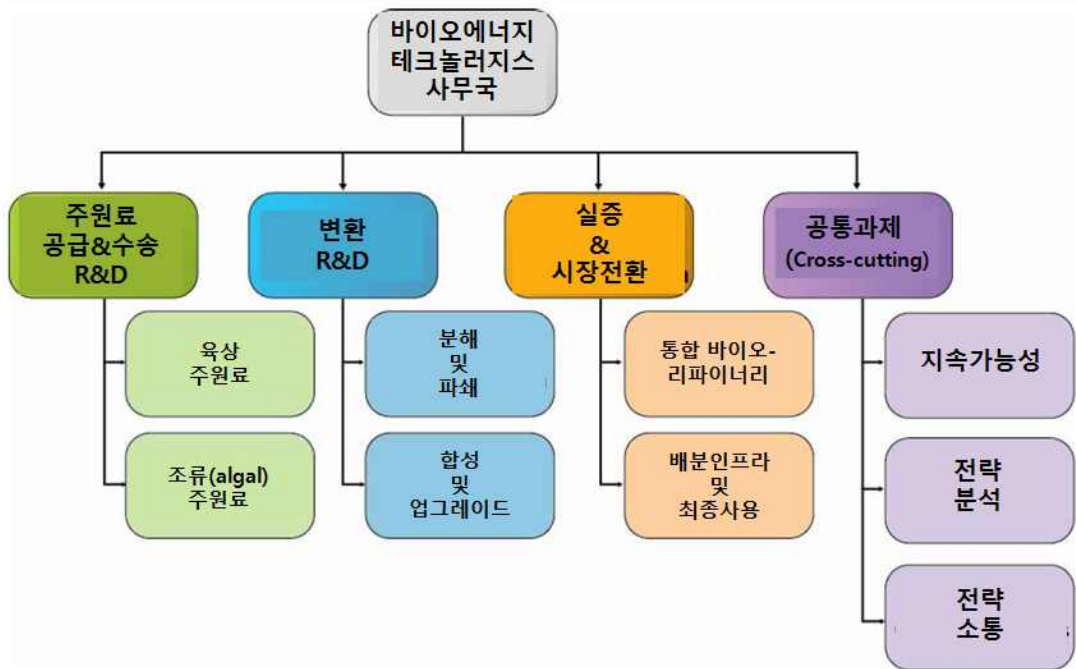 바이오에너지
테크놀러지스
사무국
주원료
공급&수송
R&D
변환
R&D
실증
&
시장전환
공통과제
(Cross-cutting)
육상
주원료
분해
및
파쇄
통합 바이오-
리파이너리
지속가능성
조류(algal)
주원료
합성
및
업그레이드
배분인프라
및
최종사용
전략
분석
전략
소통